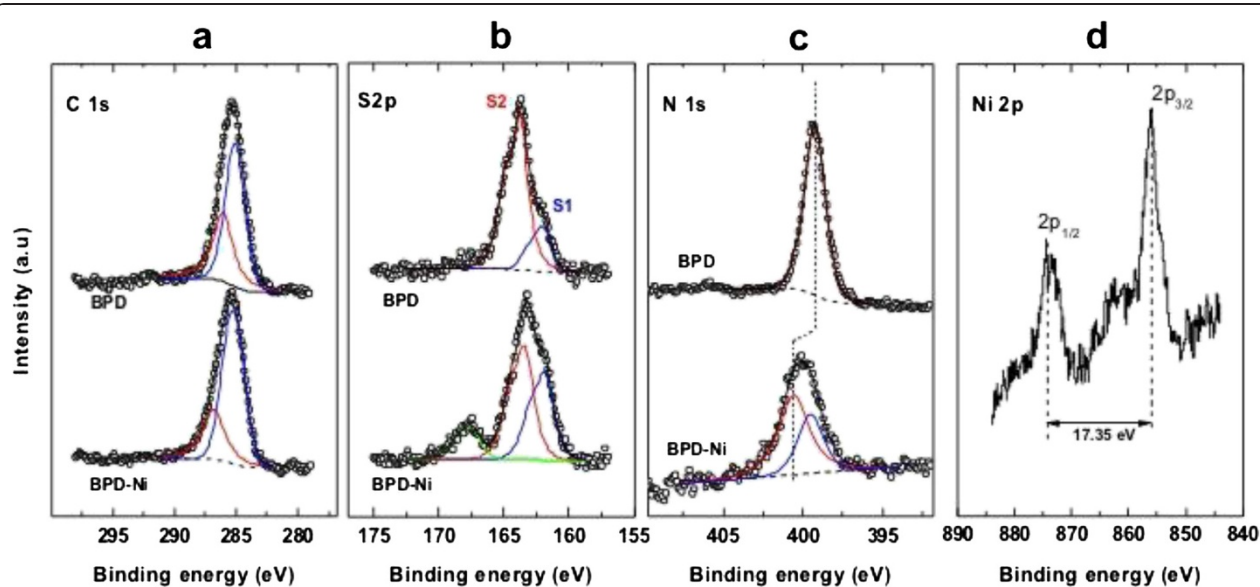 a b c d
Intensity (a.u)
C 1s
BPD
BPD-Ni
295 290 285 280
Binding energy (eV)
S2p
S2
S1
BPD
BPD-Ni
175 170 165 160 155
Binding energy (eV)
N 1s
BPD
BPD-Ni
405 400 395
Binding energy (eV)
Ni 2p
2p3/2
2p1/2
17.35 eV
890 880 870 860 850 840
Binding energy (eV)